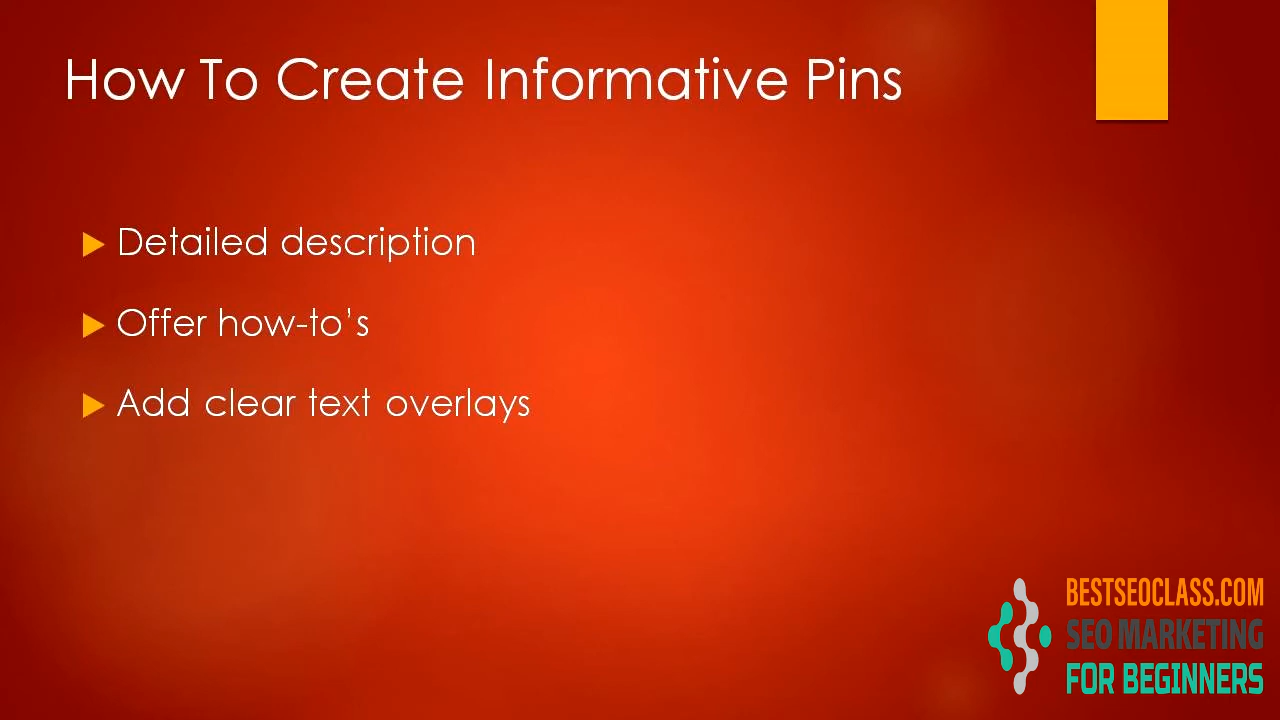 How To Create Informative Pins
Detailed description
Offer how-to’s
Add clear text overlays
BESTSEOCLASS.COM
SEO MARKETING
FOR BEGINNERS